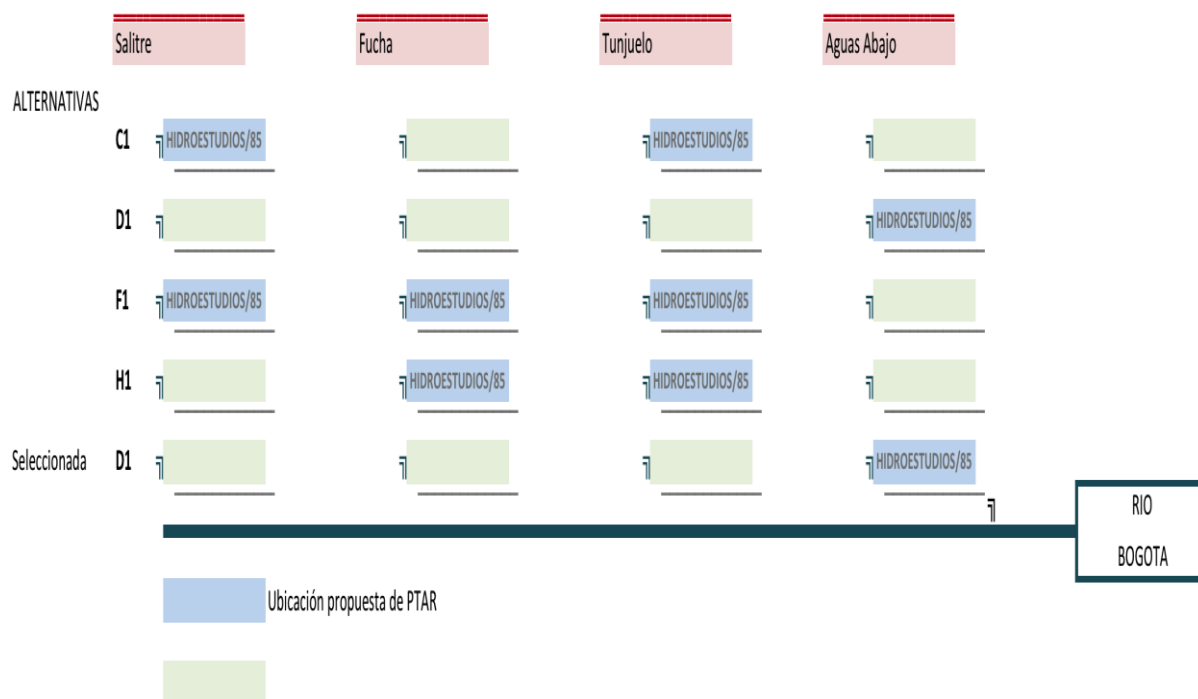 Salitre Fucha Tunjuelo Aguas Abajo
ALTERNATIVAS
C1 HIDROESTUDIOS/85 HIDROESTUDIOS/85
D1 HIDROESTUDIOS/85
F1 HIDROESTUDIOS/85 HIDROESTUDIOS/85 HIDROESTUDIOS/85
H1 HIDROESTUDIOS/85 HIDROESTUDIOS/85
Seleccionada D1 HIDROESTUDIOS/85
RIO
BOGOTA
Ubicación propuesta de PTAR